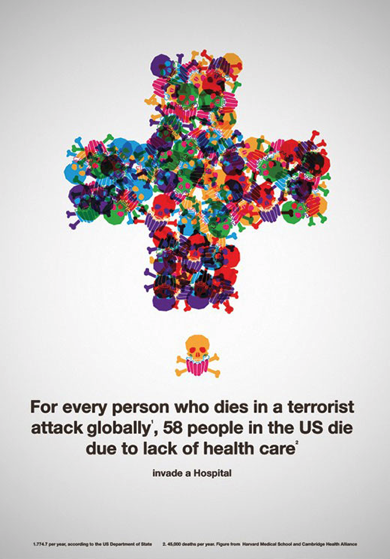 For every person who dies in a terrorist
attack globally¹, 58 people in the US die
due to lack of health care²
invade a Hospital
1.774.7 per year, according to the US Department of State 2. 45,000 deaths per year. Figure from Harvard Medical School and Cambridge Health Alliance